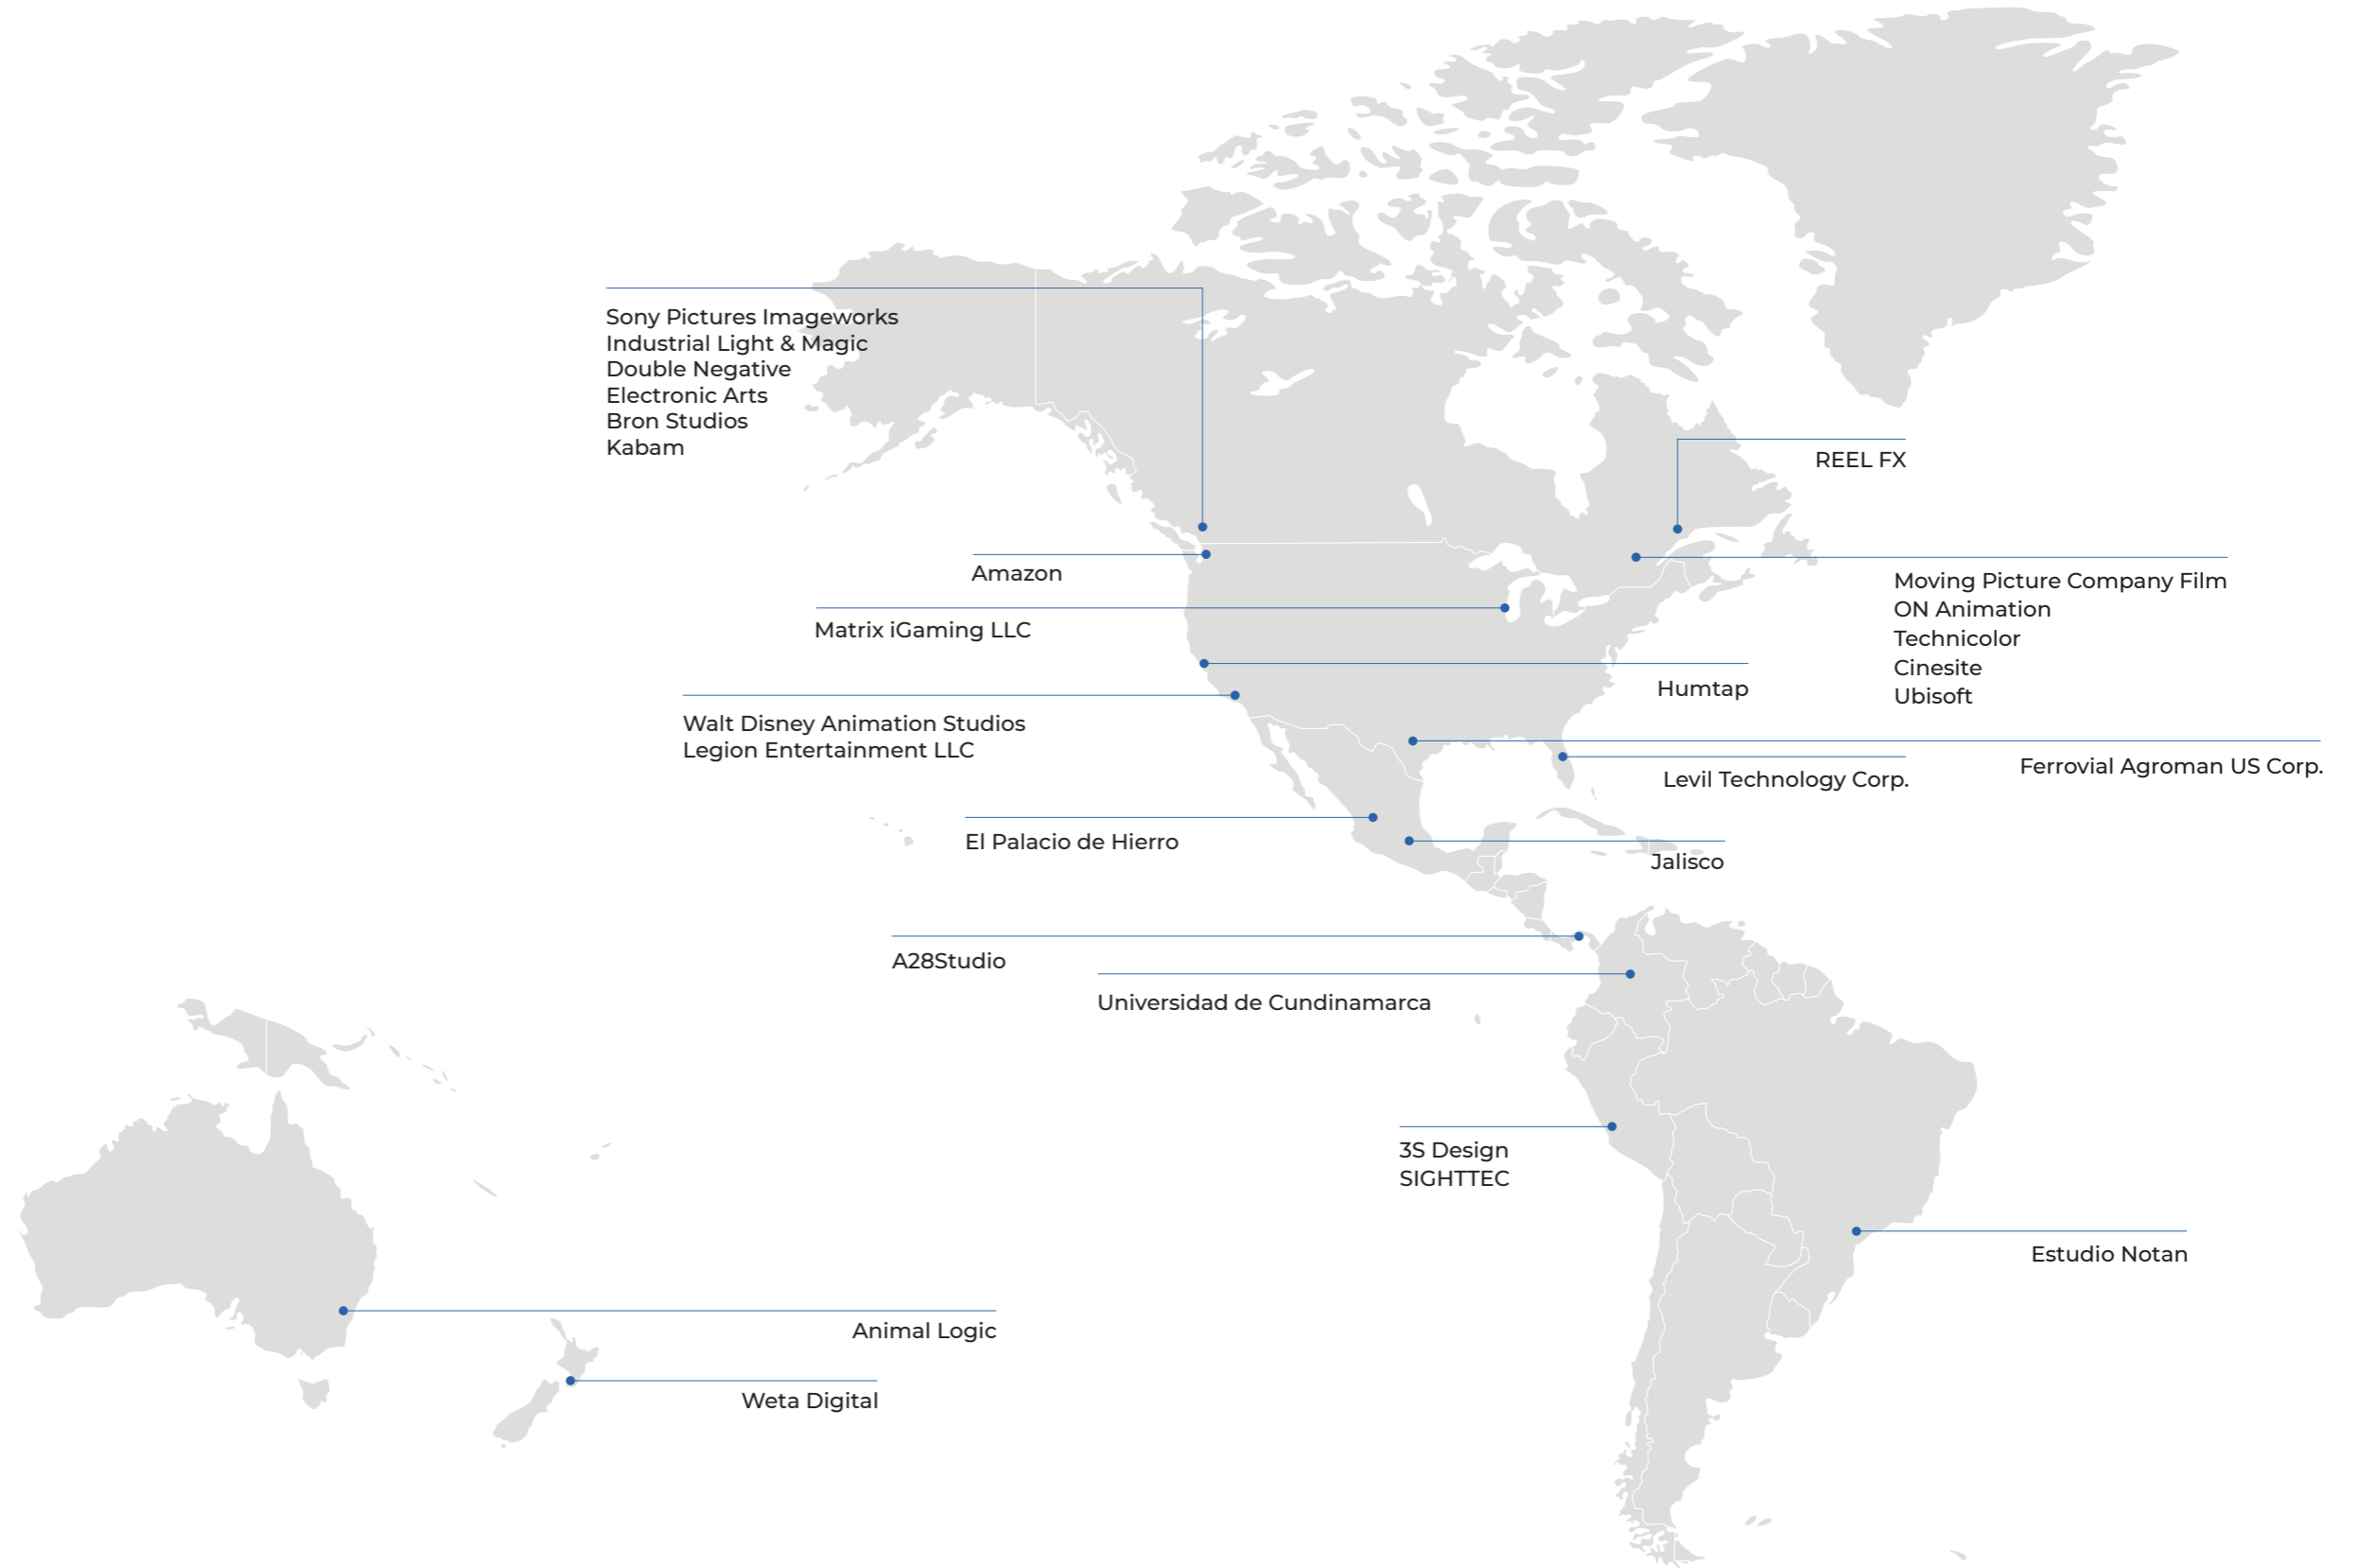 Sony Pictures Imageworks
Industrial Light & Magic
Double Negative
Electronic Arts
Bron Studios
Kabam
REEL FX
Amazon
Moving Picture Company Film
ON Animation
Technicolor
Cinesite
Ubisoft
Matrix iGaming LLC
Humtap
Walt Disney Animation Studios
Legion Entertainment LLC
Ferrovial Agroman US Corp.
Levil Technology Corp.
El Palacio de Hierro
Jalisco
A28Studio
Universidad de Cundinamarca
3S Design
SIGHTTEC
Estudio Notan
Animal Logic
Weta Digital